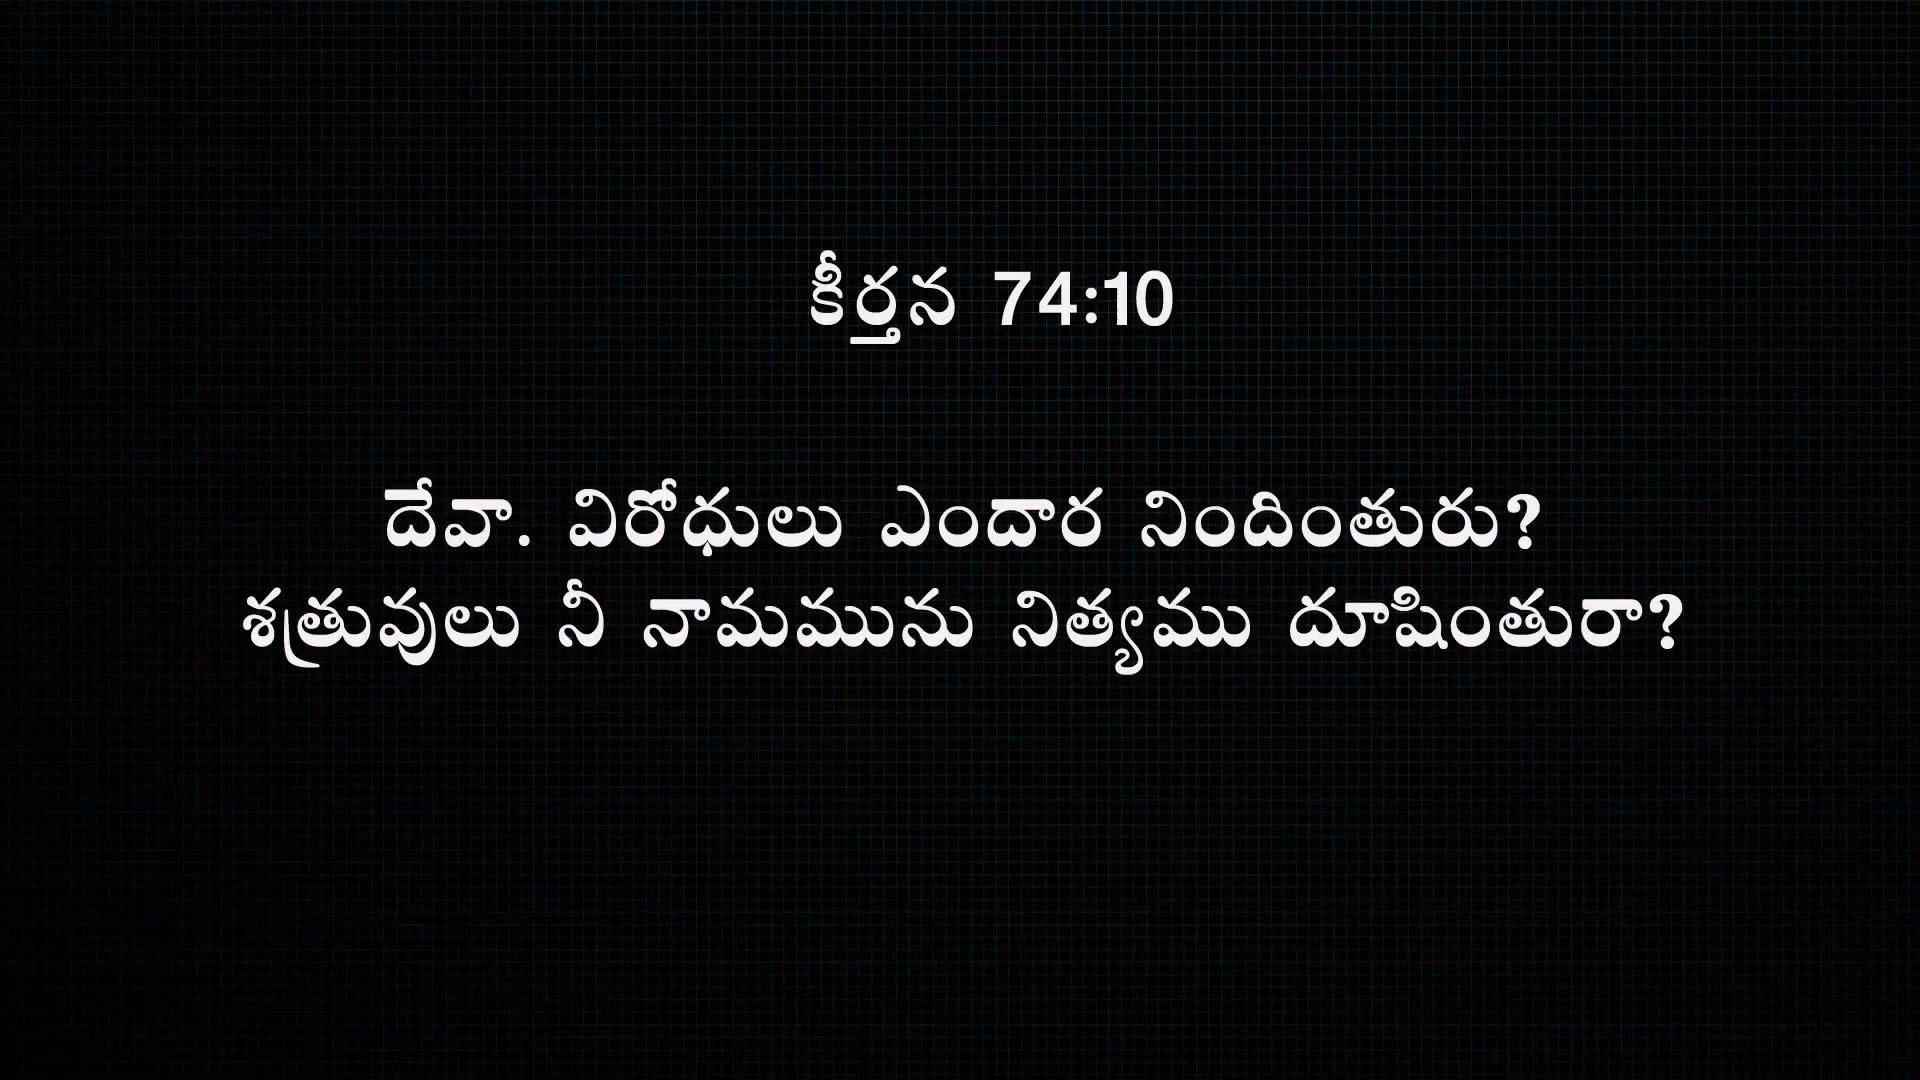 కీర్తన 74:10
దేవా. విరోధులు ఎందార నిందింతురు?
శత్రువులు నీ నామమును నిత్యము దూషింతురా?